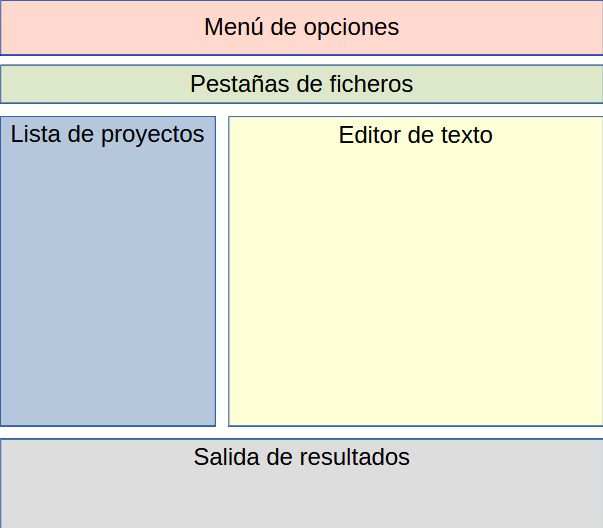 Menú de opciones
Pestañas de ficheros
Lista de proyectos
Editor de texto
Salida de resultados